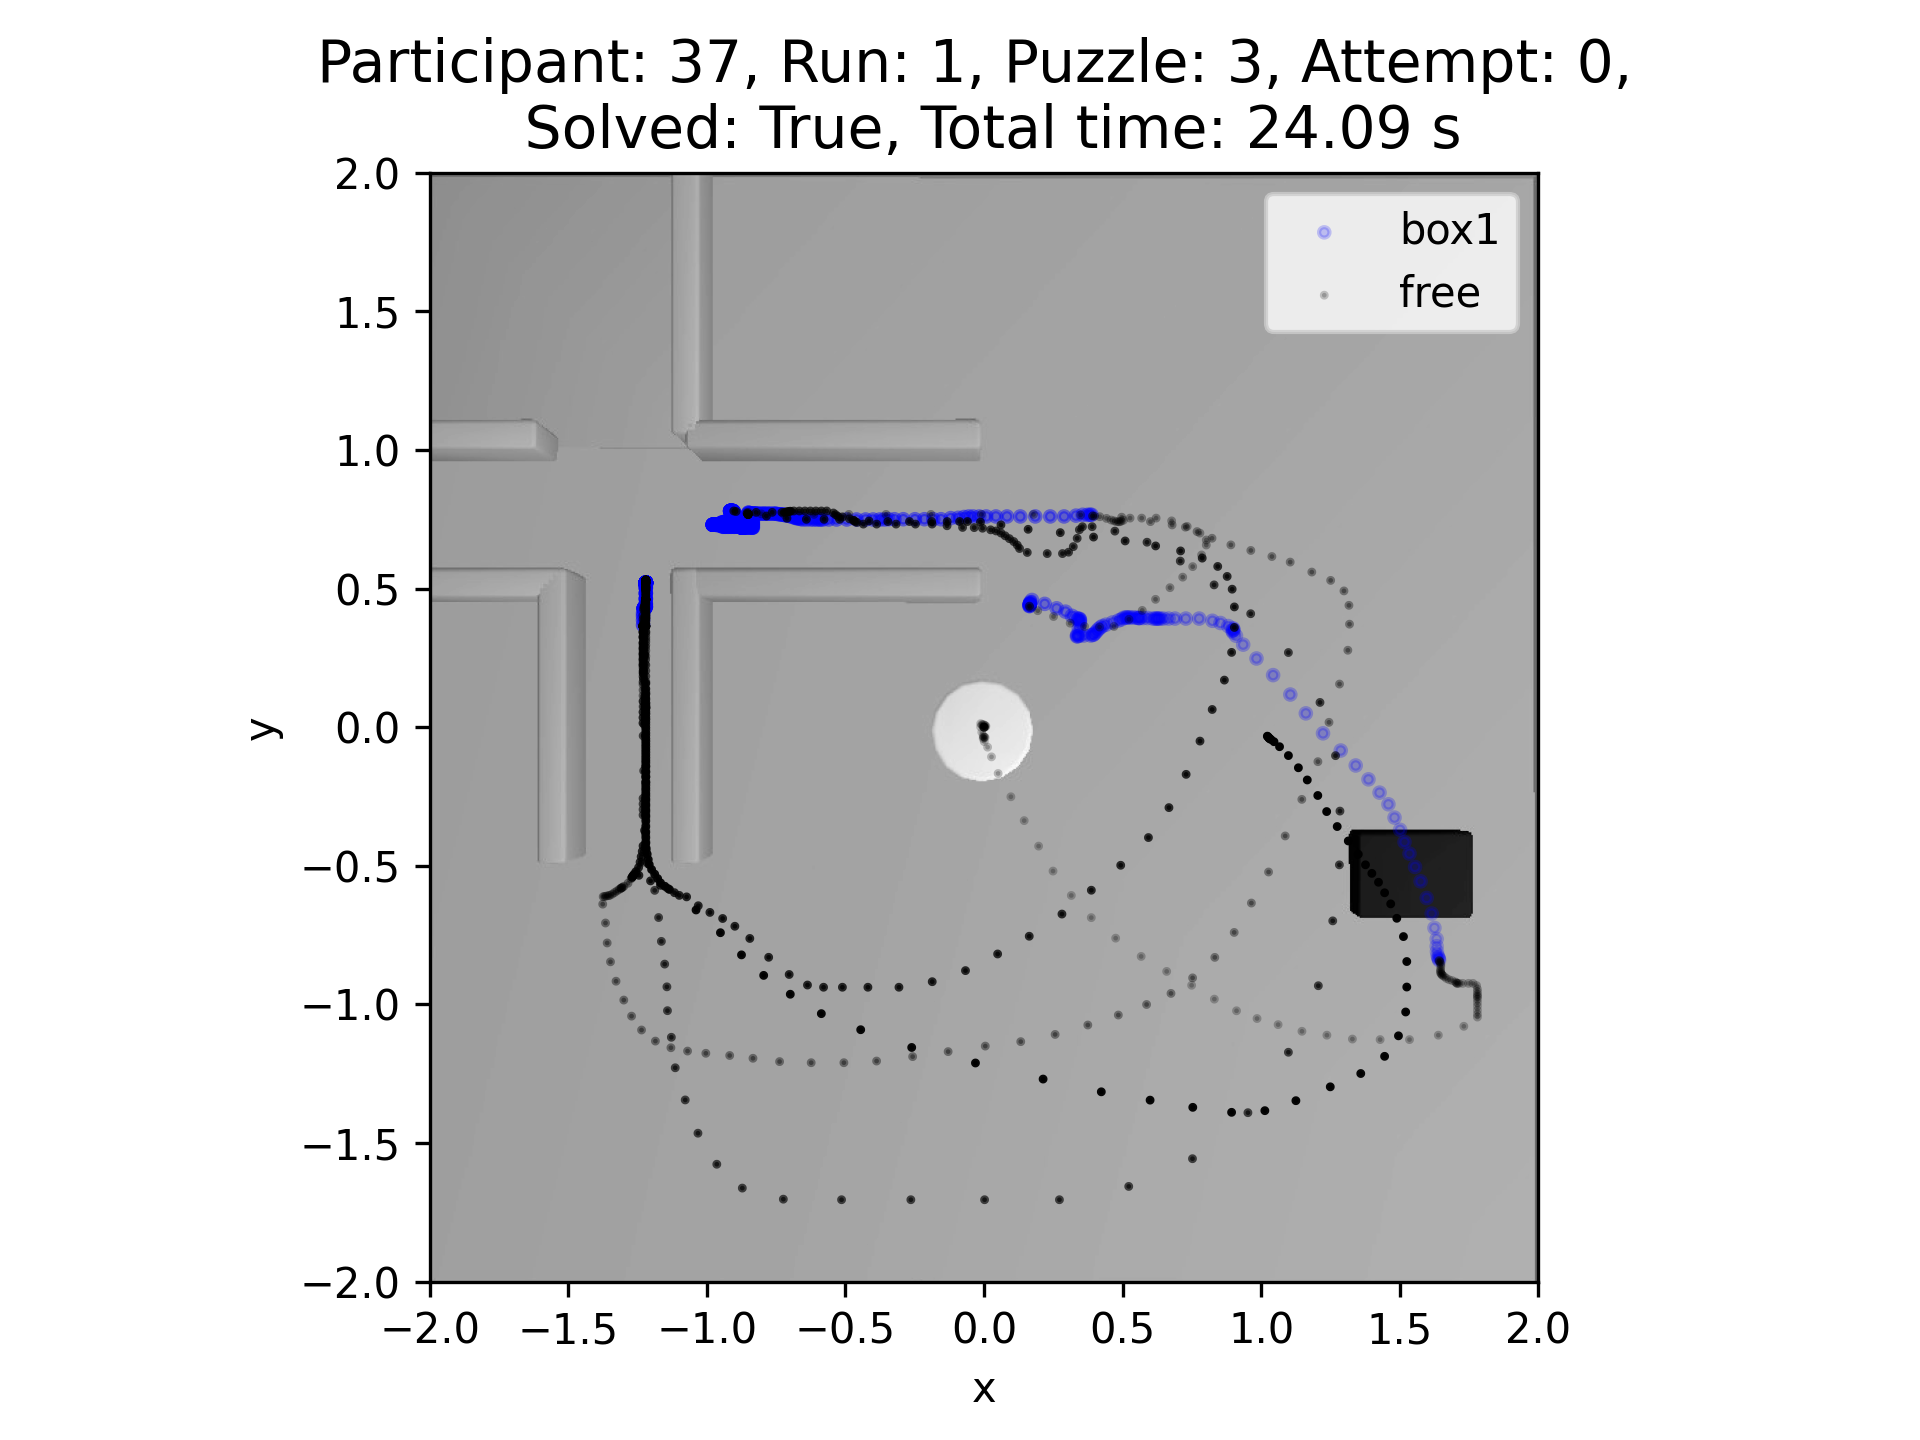 Participant: 37, Run: 1, Puzzle: 3, Attempt: 0,
Solved: True, Total time: 24.09 s
box1
free
2.0
1.5
1.0
0.5
0.0
−0.5
−1.0
−1.5
−2.0
y
−2.0 −1.5 −1.0 −0.5 0.0 0.5 1.0 1.5 2.0
x